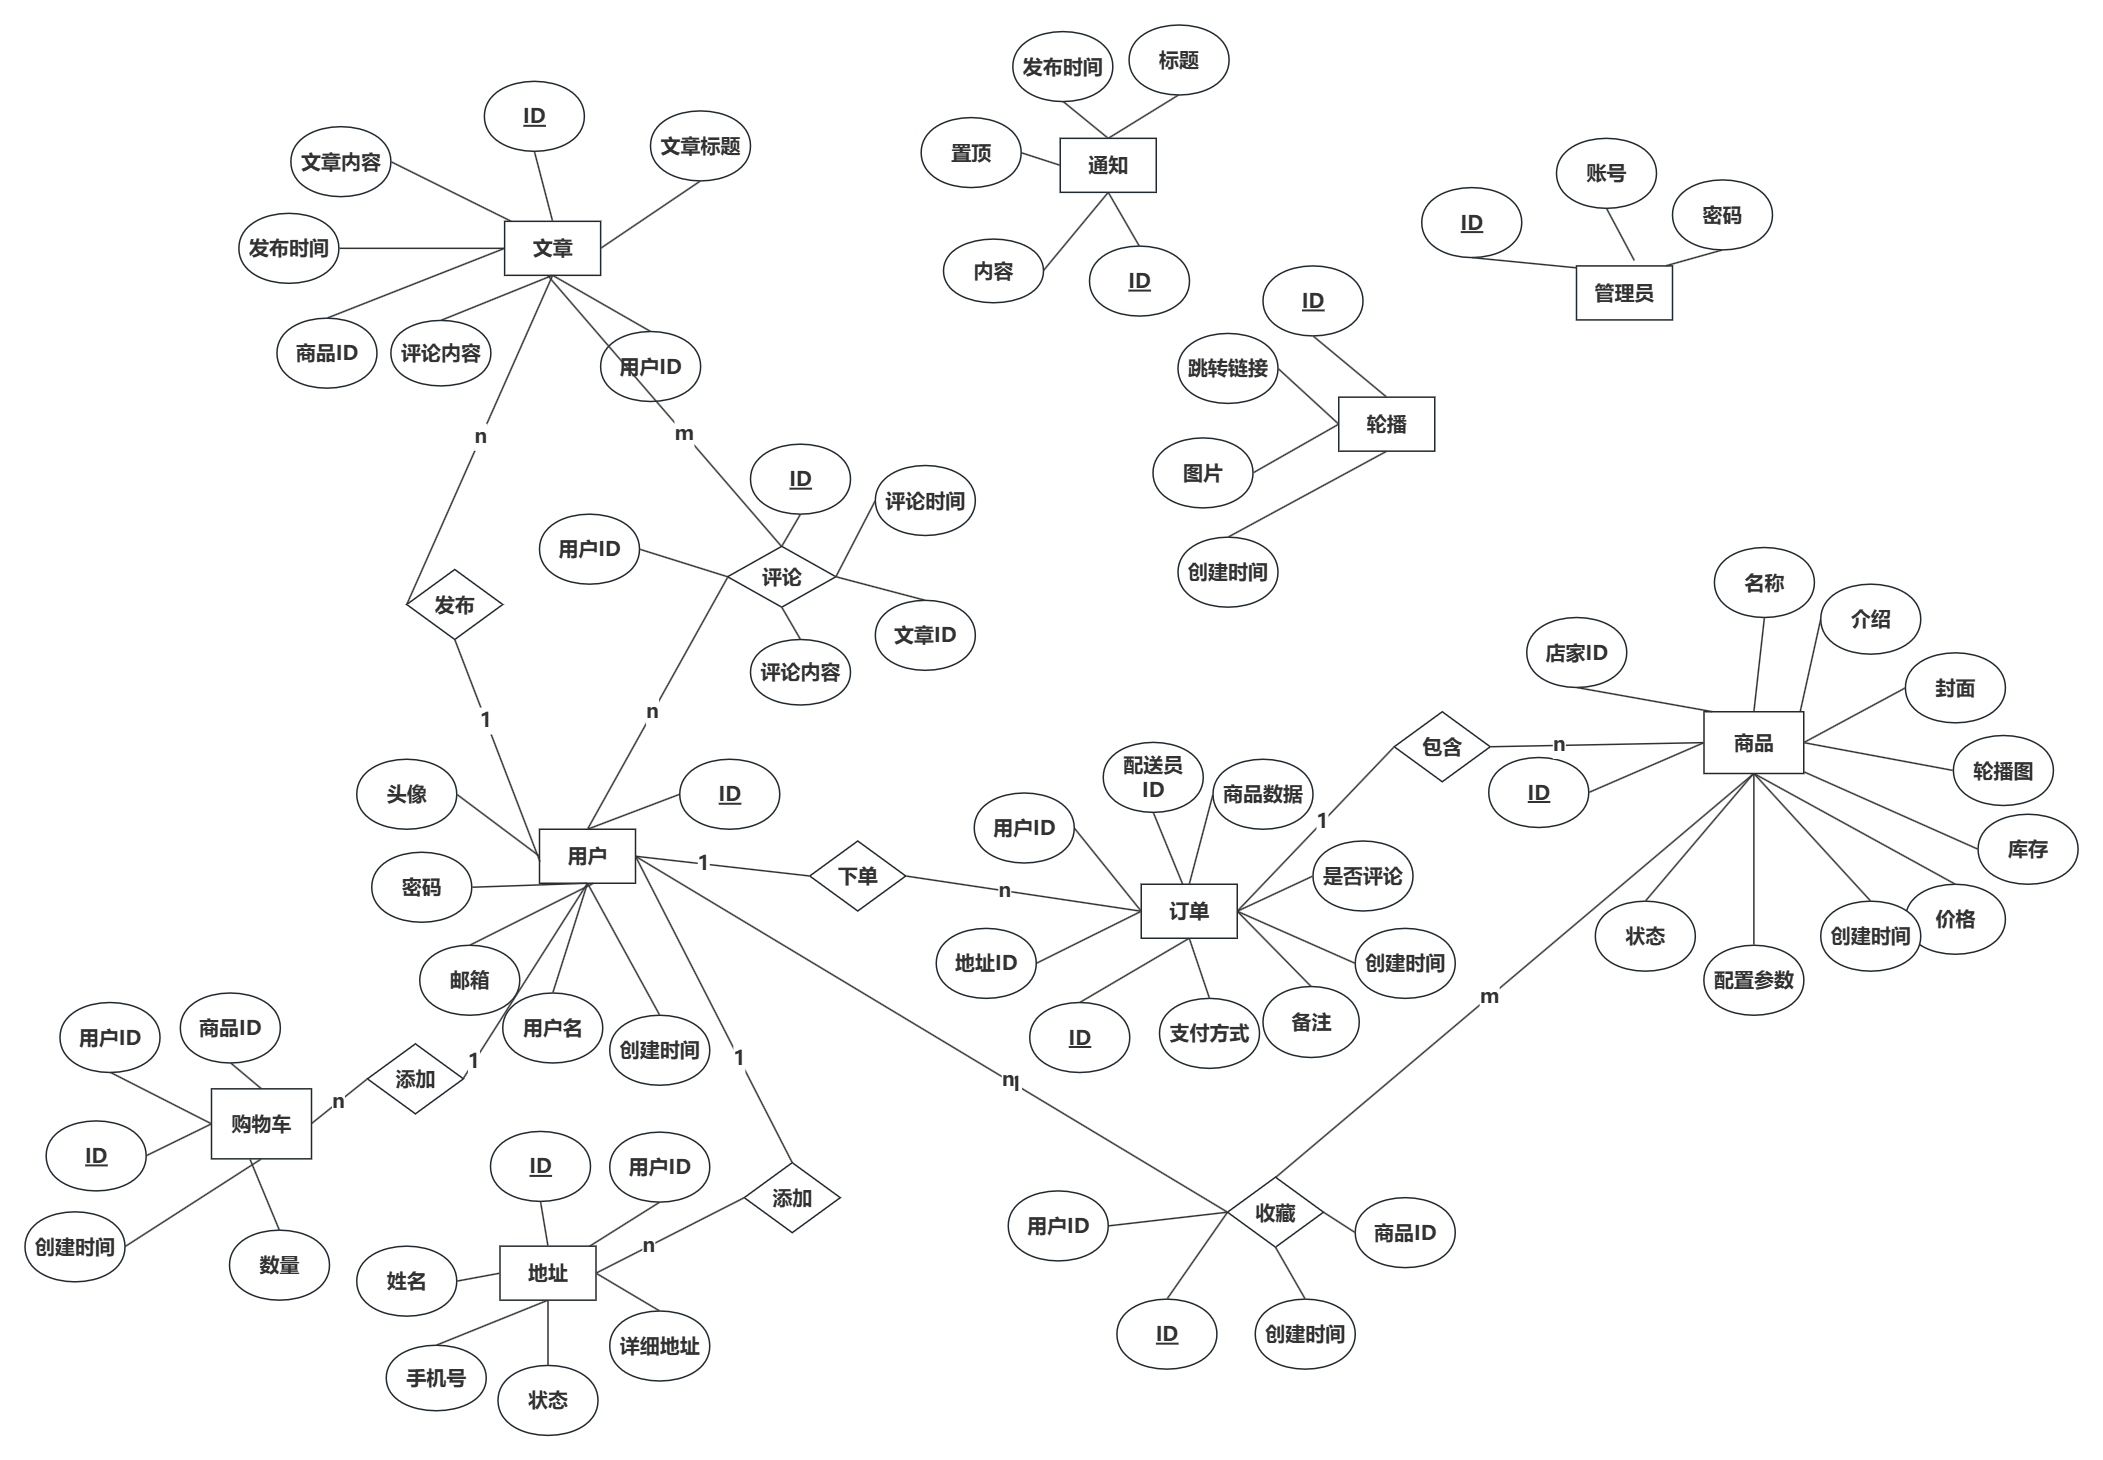 发布时间
标题
ID
文章标题
文章内容
置顶
通知
账号
密码
ID
发布时间
文章
内容
ID
管理员
ID
商品ID
评论内容
用户ID
跳转链接
轮播
n
m
图片
ID
评论时间
用户ID
评论
创建时间
名称
发布
文章ID
介绍
店家ID
评论内容
封面
n
1
包含
n
商品
轮播图
配送员
ID
商品数据
ID
头像
ID
用户ID
1
库存
用户
1
下单
是否评论
密码
n
订单
价格
状态
创建时间
地址ID
创建时间
邮箱
配置参数
m
用户名
备注
用户ID
商品ID
支付方式
ID
创建时间
1
1
添加
n
n
购物车
ID
ID
用户ID
添加
收藏
用户ID
商品ID
n
创建时间
数量
姓名
地址
详细地址
ID
创建时间
手机号
状态